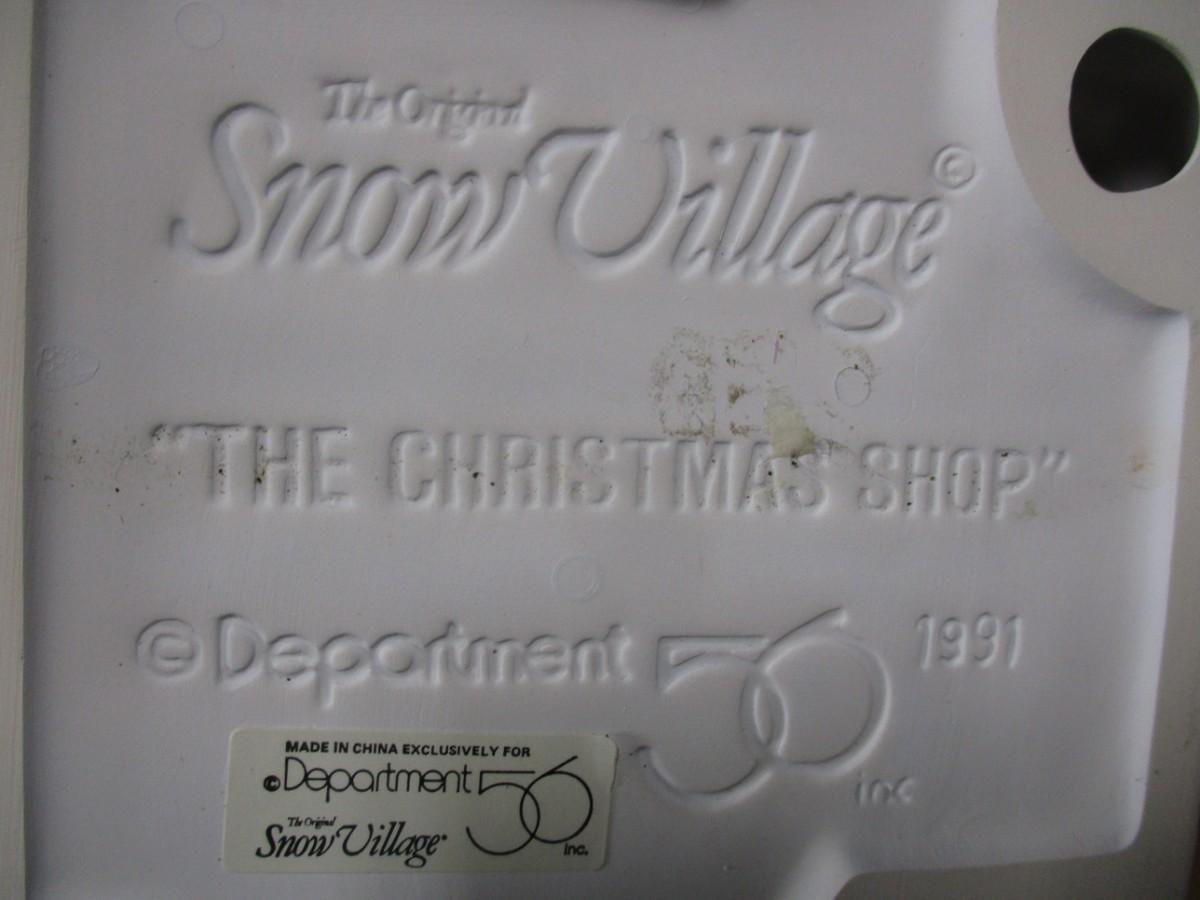 The Original
Snow Village©
"THE CHRISTMAS SHOP"
© Department 56 1991
inc
MADE IN CHINA EXCLUSIVELY FOR
©Department 56
The Original
Snow Village
inc.